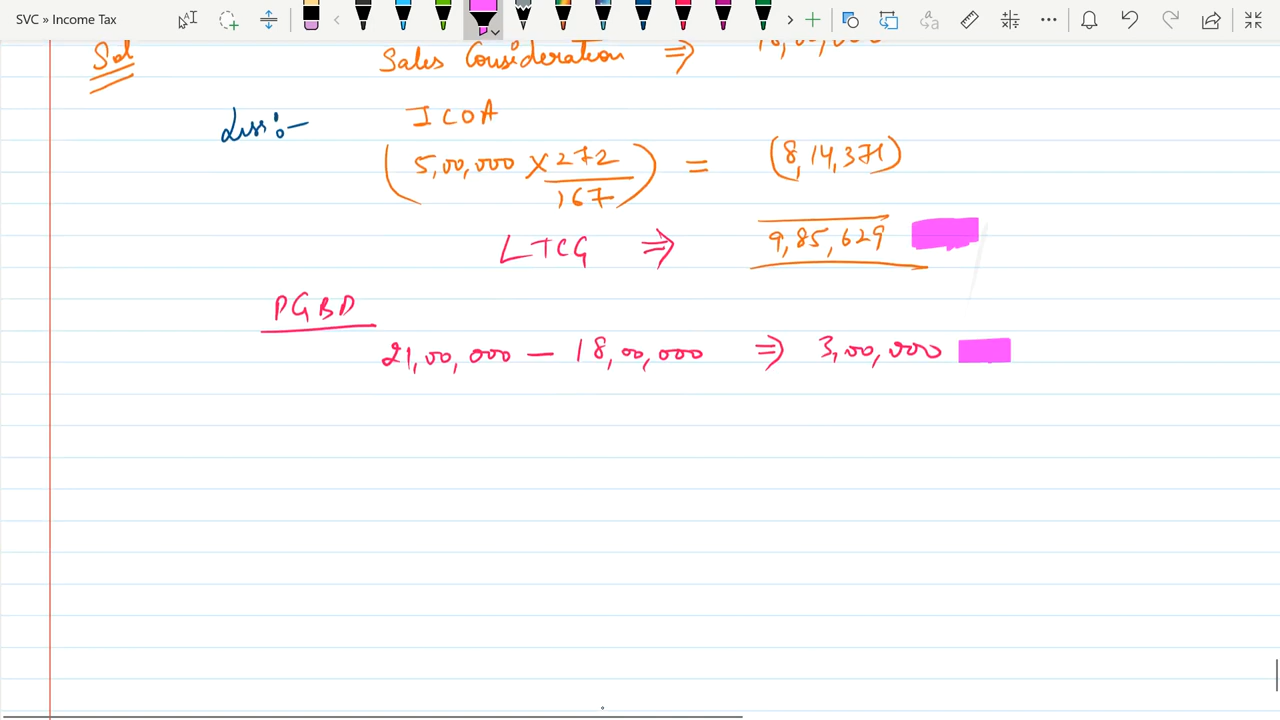 SVC » Income Tax
Sol Sales Consideration ⇒
Less:- ICOA
(5,00,000 × 272/167) = (8,14,371)
LTCG ⇒ 9,85,629
PGBP
21,00,000 – 18,00,000 ⇒ 3,00,000